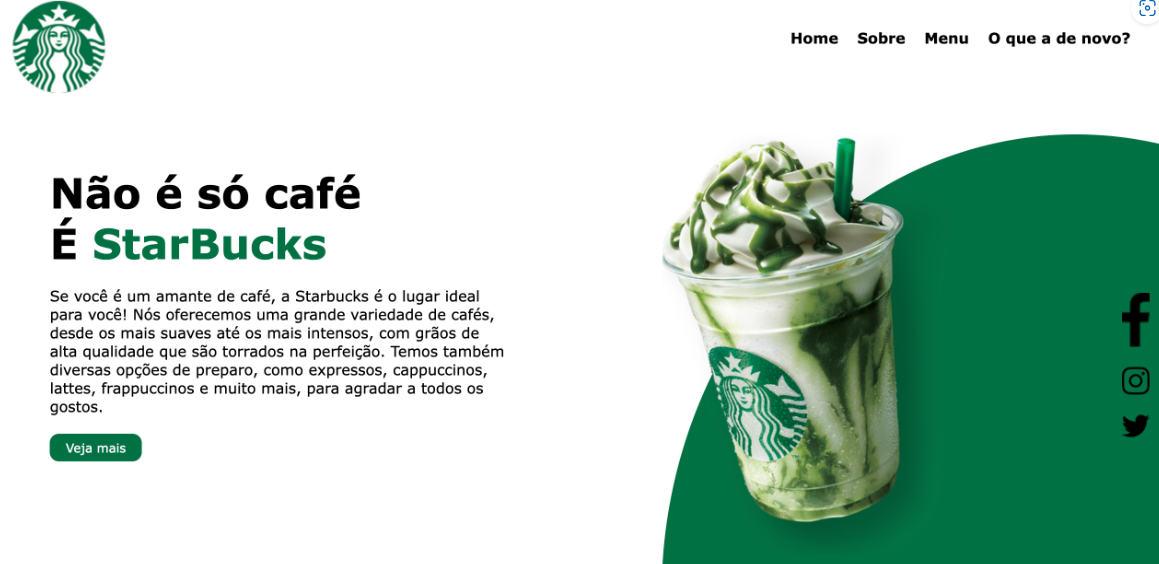 Home Sobre Menu O que a de novo?
Não é só café
É StarBucks
Se você é um amante de café, a Starbucks é o lugar ideal
para você! Nós oferecemos uma grande variedade de cafés,
desde os mais suaves até os mais intensos, com grãos de
alta qualidade que são torrados na perfeição. Temos também
diversas opções de preparo, como expressos, cappuccinos,
lattes, frappuccinos e muito mais, para agradar a todos os
gostos.
Veja mais